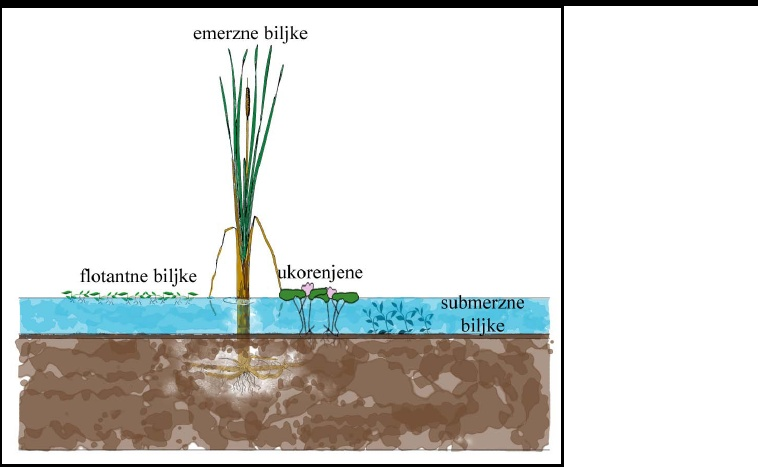 emerzne biljke
flotantne biljke
ukorenjene
submerzne
biljke